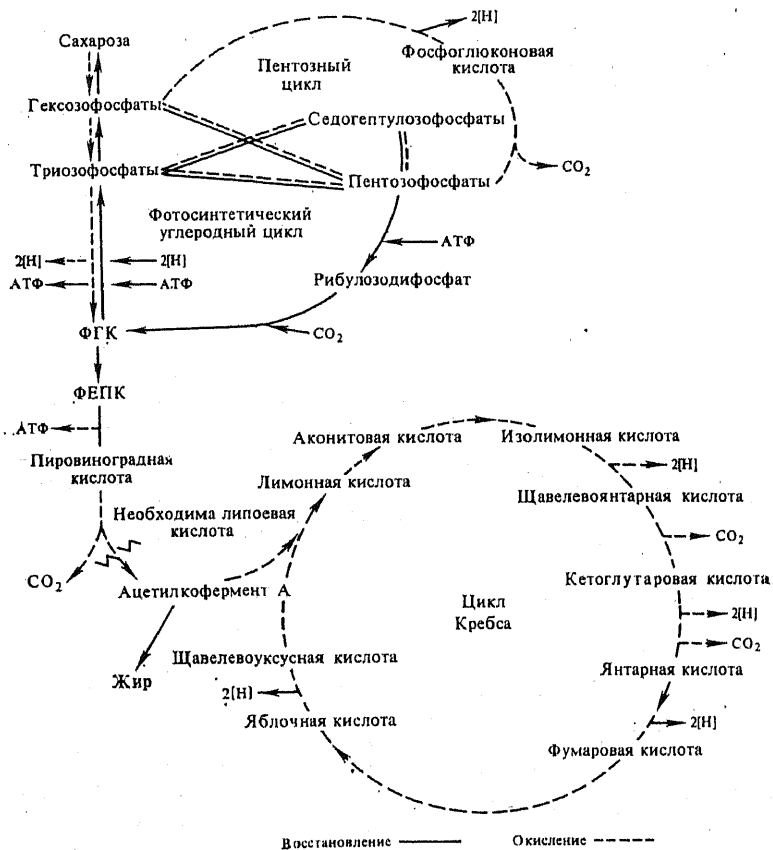 2[H]
Сахароза
Фосфоглюконовая
кислота
Пентозный
цикл
Гексозофосфаты
Седогептулозофосфаты
CO2
Триозофосфаты
Пентозофосфаты
Фотосинтетический
углеродный цикл
АТФ
2[H]
2[H]
АТФ
АТФ
Рибулозодифосфат
ФГК
CO2
ФЕПК
АТФ
Аконитовая кислота
Изолимонная кислота
Пировиноградная
кислота
2[H]
Лимонная кислота
Щавелевоянтарная кислота
Необходима липоевая
кислота
CO2
CO2
Ацетилкофермент А
Кетоглутаровая кислота
Цикл
Кребса
2[H]
CO2
Щавелевоуксусная кислота
Янтарная кислота
Жир
2[H]
Яблочная кислота
2[H]
Фумаровая кислота
Восстановление
Окисление